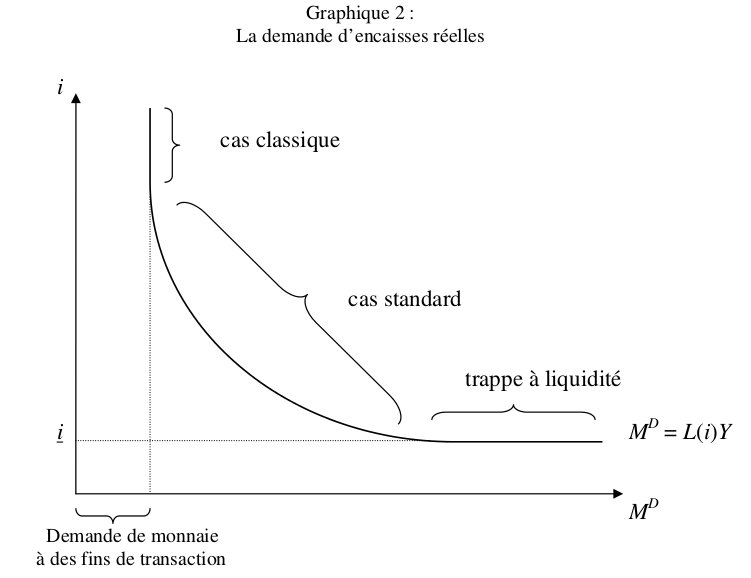 Graphique 2 :
La demande d'encaisses réelles
i
cas classique
cas standard
trappe à liquidité
i
M^D = L(i)Y
M^D
Demande de monnaie
à des fins de transaction